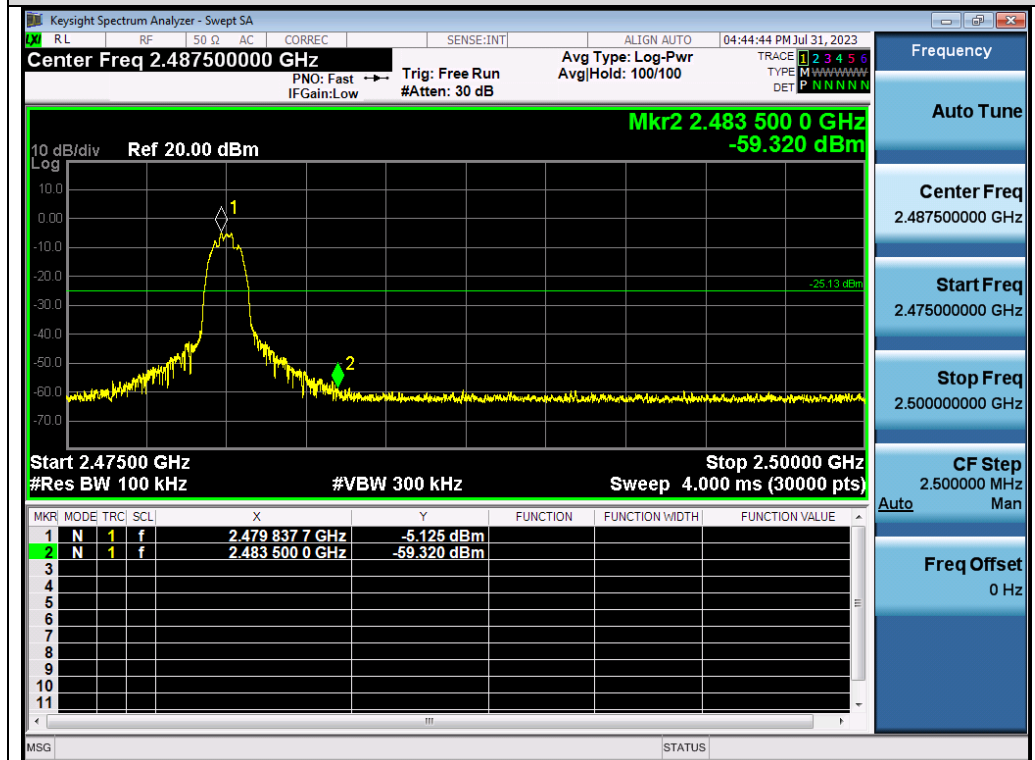 Keysight Spectrum Analyzer - Swept SA
LXI RL RF 50 Ω AC CORREC SENSE:INT ALIGN AUTO 04:44:44 PM Jul 31, 2023
Center Freq 2.487500000 GHz
PNO: Fast
IFGain:Low
Trig: Free Run
#Atten: 30 dB
Avg Type: Log-Pwr
Avg|Hold: 100/100
TRACE 1 2 3 4 5 6
TYPE M WWWWW
DET P N N N N N
Mkr2 2.483 500 0 GHz
-59.320 dBm
10 dB/div Ref 20.00 dBm
Log
10.0
0.00
-10.0
-20.0
-30.0
-40.0
-50.0
-60.0
-70.0
1
2
-25.13 dBm
Start 2.47500 GHz Stop 2.50000 GHz
#Res BW 100 kHz #VBW 300 kHz Sweep 4.000 ms (30000 pts)
MKR MODE TRC SCL X Y FUNCTION FUNCTION WIDTH FUNCTION VALUE
1 N 1 f 2.479 837 7 GHz -5.125 dBm
2 N 1 f 2.483 500 0 GHz -59.320 dBm
3
4
5
6
7
8
9
10
11
MSG STATUS
Frequency
Auto Tune
Center Freq
2.487500000 GHz
Start Freq
2.475000000 GHz
Stop Freq
2.500000000 GHz
CF Step
2.500000 MHz
Auto Man
Freq Offset
0 Hz